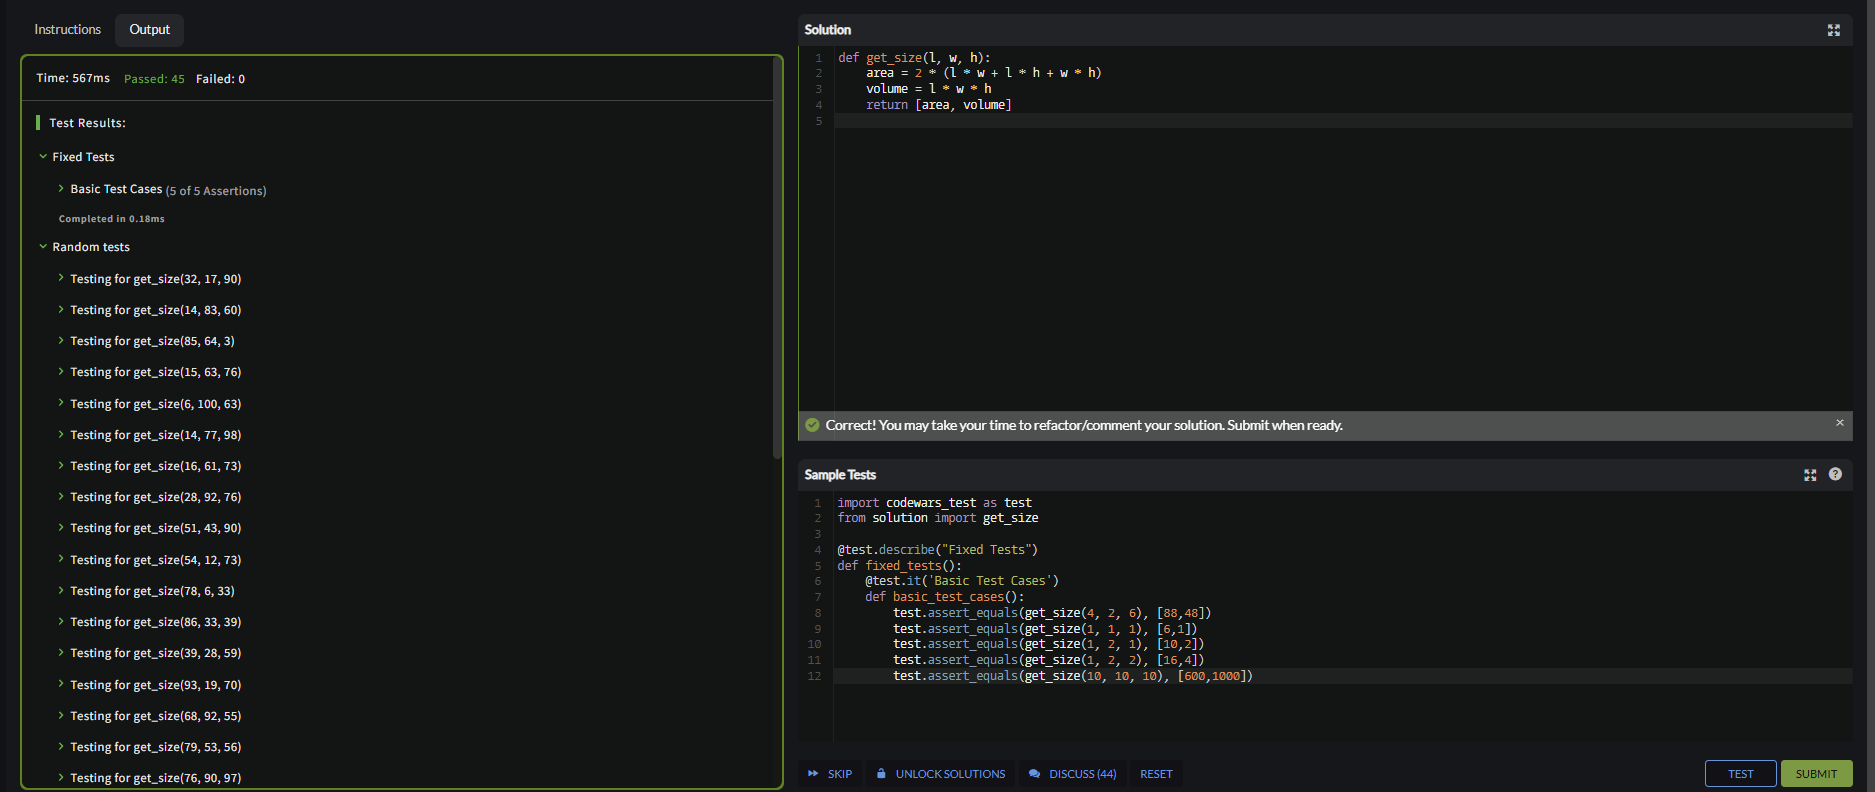 Instructions
Output
Time: 567ms Passed: 45 Failed: 0
Test Results:
Fixed Tests
Basic Test Cases (5 of 5 Assertions)
Completed in 0.18ms
Random tests
Testing for get_size(32, 17, 90)
Testing for get_size(14, 83, 60)
Testing for get_size(85, 64, 3)
Testing for get_size(15, 63, 76)
Testing for get_size(6, 100, 63)
Testing for get_size(14, 77, 98)
Testing for get_size(16, 61, 73)
Testing for get_size(28, 92, 76)
Testing for get_size(51, 43, 90)
Testing for get_size(54, 12, 73)
Testing for get_size(78, 6, 33)
Testing for get_size(86, 33, 39)
Testing for get_size(39, 28, 59)
Testing for get_size(93, 19, 70)
Testing for get_size(68, 92, 55)
Testing for get_size(79, 53, 56)
Testing for get_size(76, 90, 97)
Solution
1 def get_size(l, w, h):
2     area = 2 * (l * w + l * h + w * h)
3     volume = l * w * h
4     return [area, volume]
5
Correct! You may take your time to refactor/comment your solution. Submit when ready.
Sample Tests
1 import codewars_test as test
2 from solution import get_size
3
4 @test.describe("Fixed Tests")
5 def fixed_tests():
6     @test.it('Basic Test Cases')
7     def basic_test_cases():
8         test.assert_equals(get_size(4, 2, 6), [88,48])
9         test.assert_equals(get_size(1, 1, 1), [6,1])
10         test.assert_equals(get_size(1, 2, 1), [10,2])
11         test.assert_equals(get_size(1, 2, 2), [16,4])
12         test.assert_equals(get_size(10, 10, 10), [600,1000])
SKIP
UNLOCK SOLUTIONS
DISCUSS (44)
RESET
TEST
SUBMIT